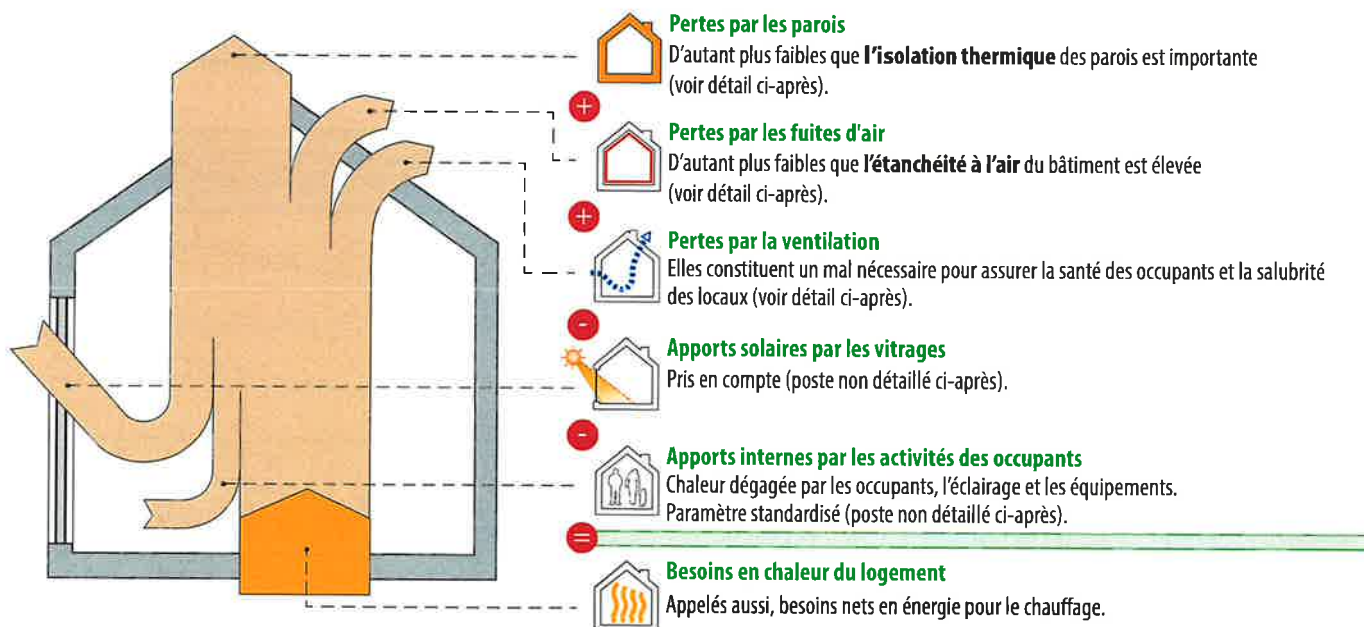 Pertes par les parois
D'autant plus faibles que l'isolation thermique des parois est importante
(voir détail ci-après).
+
Pertes par les fuites d'air
D'autant plus faibles que l'étanchéité à l'air du bâtiment est élevée
(voir détail ci-après).
+
Pertes par la ventilation
Elles constituent un mal nécessaire pour assurer la santé des occupants et la salubrité
des locaux (voir détail ci-après).
-
Apports solaires par les vitrages
Pris en compte (poste non détaillé ci-après).
-
Apports internes par les activités des occupants
Chaleur dégagée par les occupants, l'éclairage et les équipements.
Paramètre standardisé (poste non détaillé ci-après).
=
Besoins en chaleur du logement
Appelés aussi, besoins nets en énergie pour le chauffage.